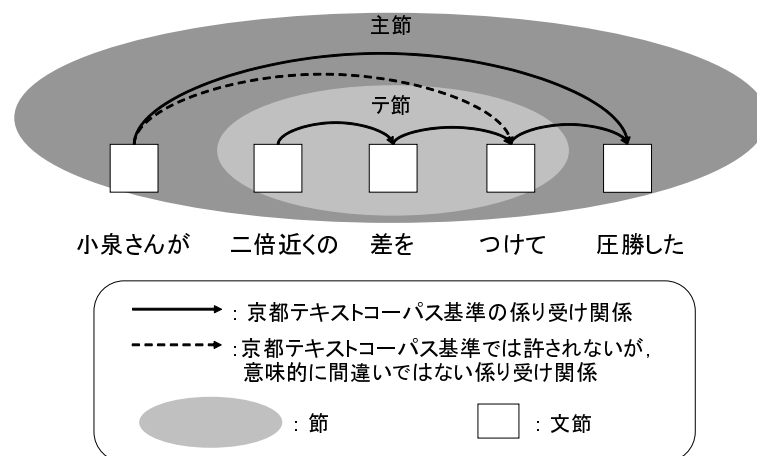 主節
テ節
小泉さんが 二倍近くの 差を つけて 圧勝した
: 京都テキストコーパス基準の係り受け関係
:京都テキストコーパス基準では許されないが,
意味的に間違いではない係り受け関係
: 節 : 文節